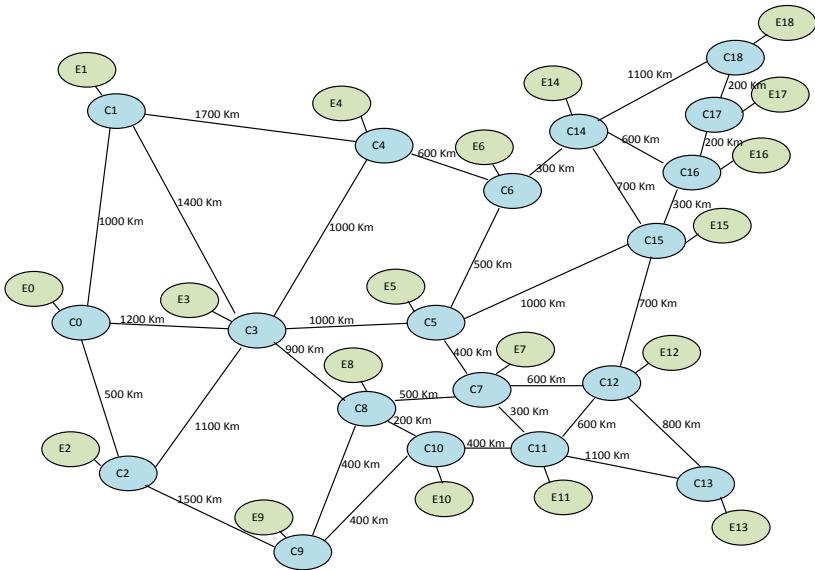 E18
C18
1100 Km
200 Km
E17
C17
E14
C14
200 Km
600 Km
E16
C16
E1
C1
1700 Km
E4
C4
600 Km
E6
300 Km
C6
700 Km
300 Km
E15
C15
1000 Km
1400 Km
1000 Km
500 Km
1000 Km
700 Km
E0
C0
1200 Km
E3
C3
1000 Km
E5
C5
900 Km
400 Km
E7
C7
600 Km
E12
C12
E8
C8
500 Km
200 Km
300 Km
600 Km
800 Km
500 Km
1100 Km
E2
C2
C10
400 Km
C11
1100 Km
C13
400 Km
400 Km
E10
E11
E13
1500 Km
E9
C9